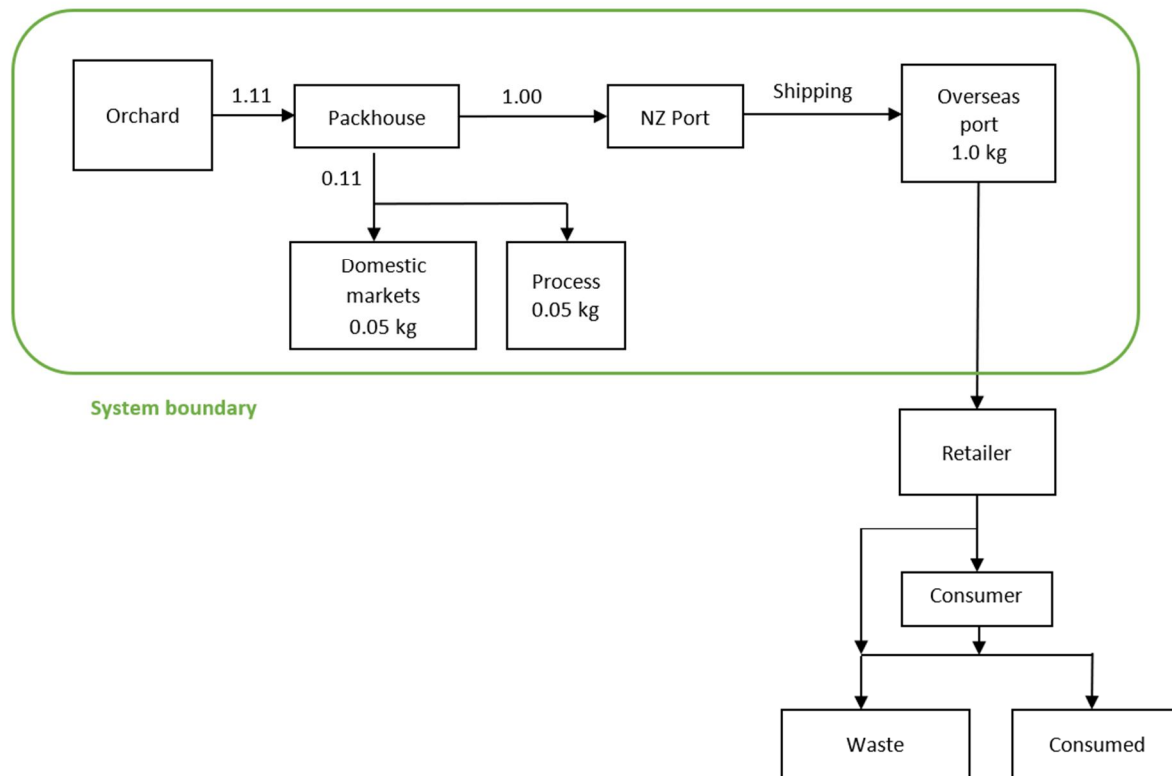 Orchard
1.11
Packhouse
1.00
NZ Port
Shipping
Overseas
port
1.0 kg
0.11
Domestic
markets
0.05 kg
Process
0.05 kg
System boundary
Retailer
Consumer
Waste
Consumed